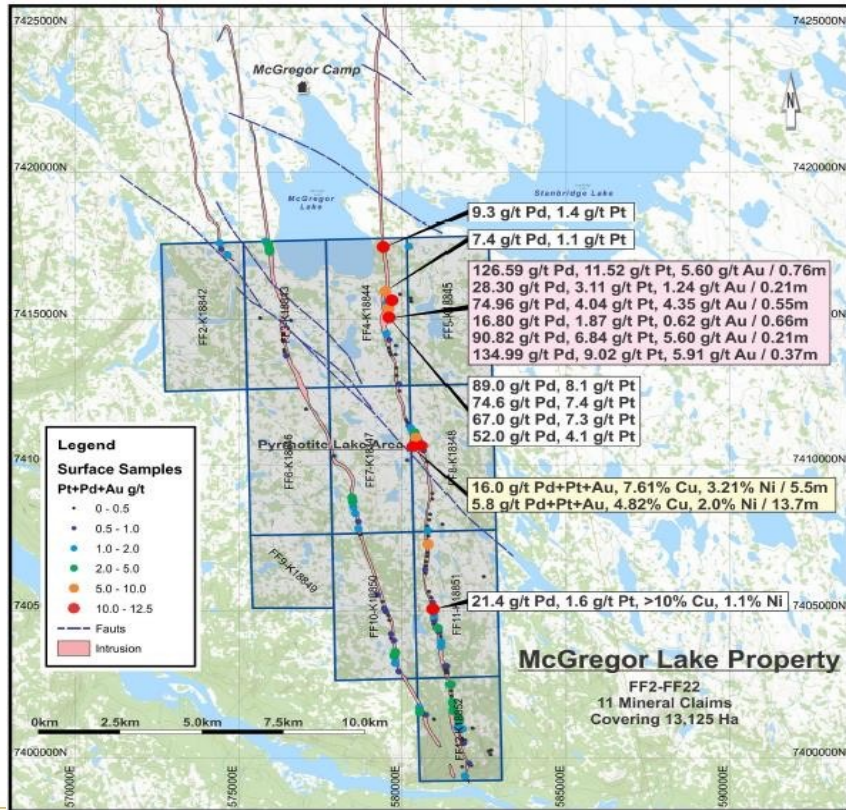 7425000N
7425000N
McGregor Camp
N
7420000N
7420000N
McGregor
Lake
Stanbridge Lake
9.3 g/t Pd, 1.4 g/t Pt
7.4 g/t Pd, 1.1 g/t Pt
126.59 g/t Pd, 11.52 g/t Pt, 5.60 g/t Au / 0.76m
28.30 g/t Pd, 3.11 g/t Pt, 1.24 g/t Au / 0.21m
74.96 g/t Pd, 4.04 g/t Pt, 4.35 g/t Au / 0.55m
16.80 g/t Pd, 1.87 g/t Pt, 0.62 g/t Au / 0.66m
90.82 g/t Pd, 6.84 g/t Pt, 5.60 g/t Au / 0.21m
134.99 g/t Pd, 9.02 g/t Pt, 5.91 g/t Au / 0.37m
FF2-K18842
FF4-K18844
FF5-K18845
7415000N
89.0 g/t Pd, 8.1 g/t Pt
74.6 g/t Pd, 7.4 g/t Pt
67.0 g/t Pd, 7.3 g/t Pt
52.0 g/t Pd, 4.1 g/t Pt
Pyrrhotite Lake Area
7410000N
16.0 g/t Pd+Pt+Au, 7.61% Cu, 3.21% Ni / 5.5m
5.8 g/t Pd+Pt+Au, 4.82% Cu, 2.0% Ni / 13.7m
FF9-K18849
FF10-K18850
FF11-K18851
7405000N
21.4 g/t Pd, 1.6 g/t Pt, >10% Cu, 1.1% Ni
Legend
Surface Samples
Pt+Pd+Au g/t
0 - 0.5
0.5 - 1.0
1.0 - 2.0
2.0 - 5.0
5.0 - 10.0
10.0 - 12.5
Fauts
Intrusion
McGregor Lake Property
FF2-FF22
11 Mineral Claims
Covering 13,125 Ha
0km 2.5km 5.0km 7.5km 10.0km
7400000N
7400000N
570000E
575000E
580000E
585000E
590000E